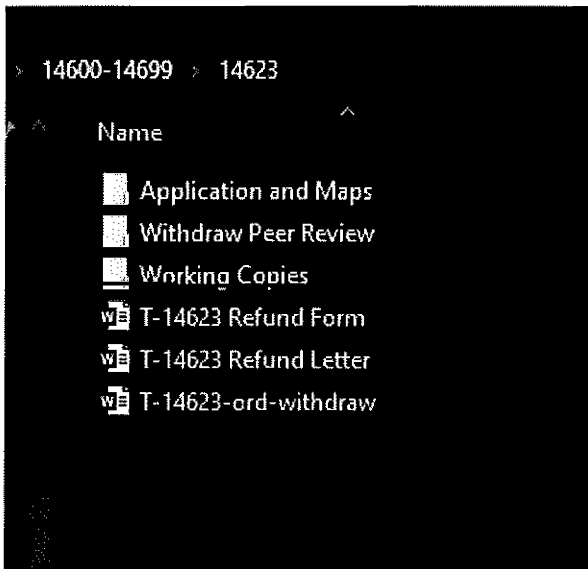 > 14600-14699 > 14623
Name
Application and Maps
Withdraw Peer Review
Working Copies
T-14623 Refund Form
T-14623 Refund Letter
T-14623-ord-withdraw